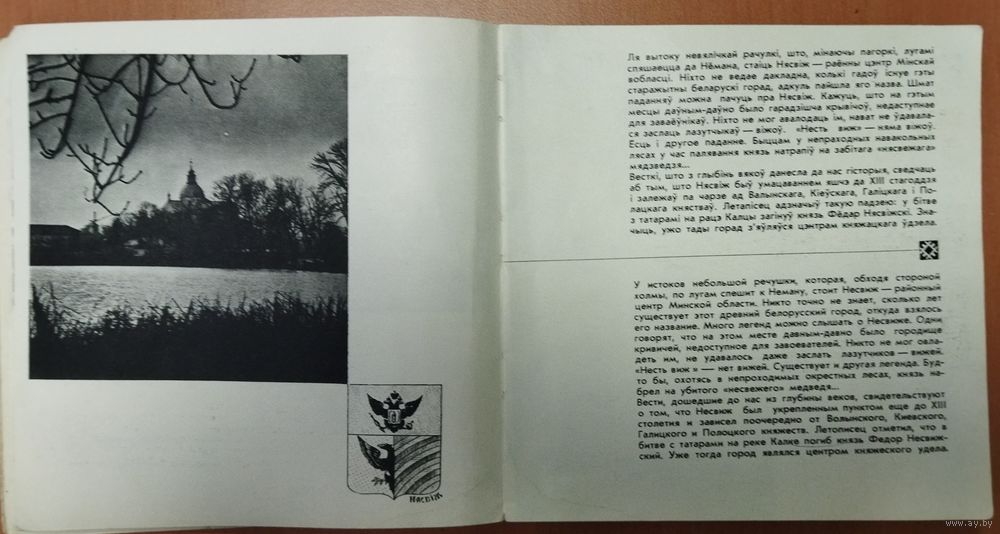 Ля вытоку невялічкай рачулкі, што, мінаючы пагоркі, лугамі
спяшаецца да Нёмана, стаіць Нясвіж — раённы цэнтр Мінскай
вобласці. Ніхто не ведае дакладна, колькі гадоў існуе гэты
старажытны беларускі горад, адкуль пайшла яго назва. Шмат
паданняў можна пачуць пра Нясвіж. Кажуць, што на гэтым
месцы даўным-даўно было гарадзішча крывічоў, недаступнае
для заваёўнікаў. Ніхто не мог авалодаць ім, нават не ўдавала-
ся заслаць лазутчыкаў — віжоў. «Несть виж» — няма віжоў.
Ёсць і другое паданне. Быццам у непраходных навакольных
лясах у час палявання князь натрапіў на забітага «нясвежага»
мядзведзя...
Весткі, што з глыбінь вякоў данесла да нас гісторыя, сведчаць
аб тым, што Нясвіж быў умацаваннем яшчэ да XIII стагоддзя
і залежаў па чарзе ад Валынскага, Кіеўскага, Галіцкага і По-
лацкага княстваў. Летапісец адзначыў такую падзею: у бітве
з татарамі на рацэ Калцы загінуў князь Фёдар Нясвіжскі. Зна-
чыць, ужо тады горад з'яўляўся цэнтрам княжацкага ўдзела.
У истоков небольшой речушки, которая, обходя стороной
холмы, по лугам спешит к Неману, стоит Несвиж — районный
центр Минской области. Никто точно не знает, сколько лет
существует этот древний белорусский город, откуда взялось
его название. Много легенд можно слышать о Несвиже. Одни
говорят, что на этом месте давным-давно было городище
кривичей, недоступное для завоевателей. Никто не мог овла-
деть им, не удавалось даже заслать лазутчиков — вижей.
«Несть виж» — нет вижей. Существует и другая легенда. Буд-
то бы, охотясь в непроходимых окрестных лесах, князь на-
брел на убитого «несвежего» медведя...
Вести, дошедшие до нас из глубины веков, свидетельствуют
о том, что Несвиж был укрепленным пунктом еще до XIII
столетия и зависел поочередно от Волынского, Киевского,
Галицкого и Полоцкого княжеств. Летописец отметил, что в
битве с татарами на реке Калке погиб князь Федор Несвиж-
ский. Уже тогда город являлся центром княжеского удела.
НЯСВІЖ
www.ay.by